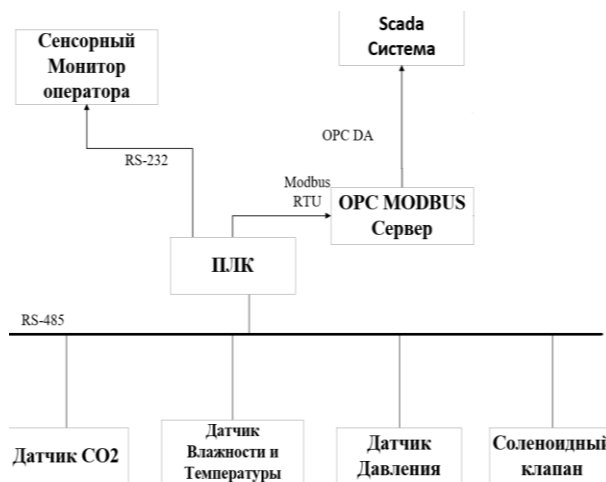 Сенсорный
Монитор
оператора
Scada
Система
OPC DA
RS-232
Modbus
RTU
OPC MODBUS
Сервер
ПЛК
RS-485
Датчик CO2
Датчик
Влажности и
Температуры
Датчик
Давления
Соленоидный
клапан